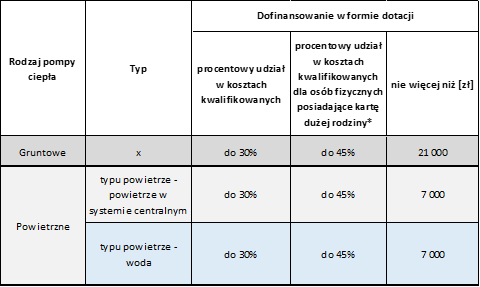 Rodzaj pompy
ciepła
Typ
Dofinansowanie w formie dotacji
procentowy udział
w kosztach
kwalifikowanych
procentowy udział
w kosztach
kwalifikowanych
dla osób fizycznych
posiadające kartę
dużej rodziny*
nie więcej niż [zł]
Gruntowe x do 30% do 45% 21 000
Powietrzne
typu powietrze -
powietrze w
systemie centralnym
do 30% do 45% 7 000
typu powietrze -
woda
do 30% do 45% 7 000